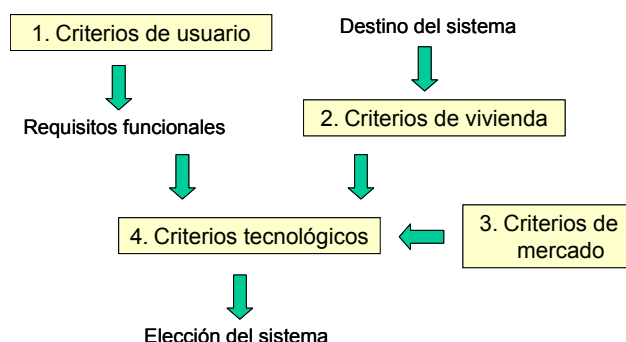 1. Criterios de usuario
Destino del sistema
Requisitos funcionales
2. Criterios de vivienda
4. Criterios tecnológicos
3. Criterios de
mercado
Elección del sistema